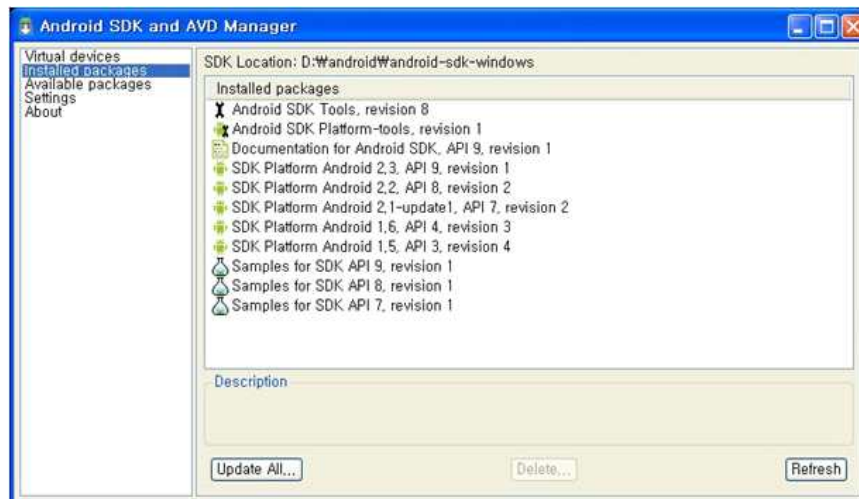 Android SDK and AVD Manager
Virtual devices
Installed packages
Available packages
Settings
About
SDK Location: D:₩android₩android-sdk-windows
Installed packages
Android SDK Tools, revision 8
Android SDK Platform-tools, revision 1
Documentation for Android SDK, API 9, revision 1
SDK Platform Android 2,3, API 9, revision 1
SDK Platform Android 2,2, API 8, revision 2
SDK Platform Android 2,1-update1, API 7, revision 2
SDK Platform Android 1,6, API 4, revision 3
SDK Platform Android 1,5, API 3, revision 4
Samples for SDK API 9, revision 1
Samples for SDK API 8, revision 1
Samples for SDK API 7, revision 1
Description
Update All,,,
Delete,,,
Refresh